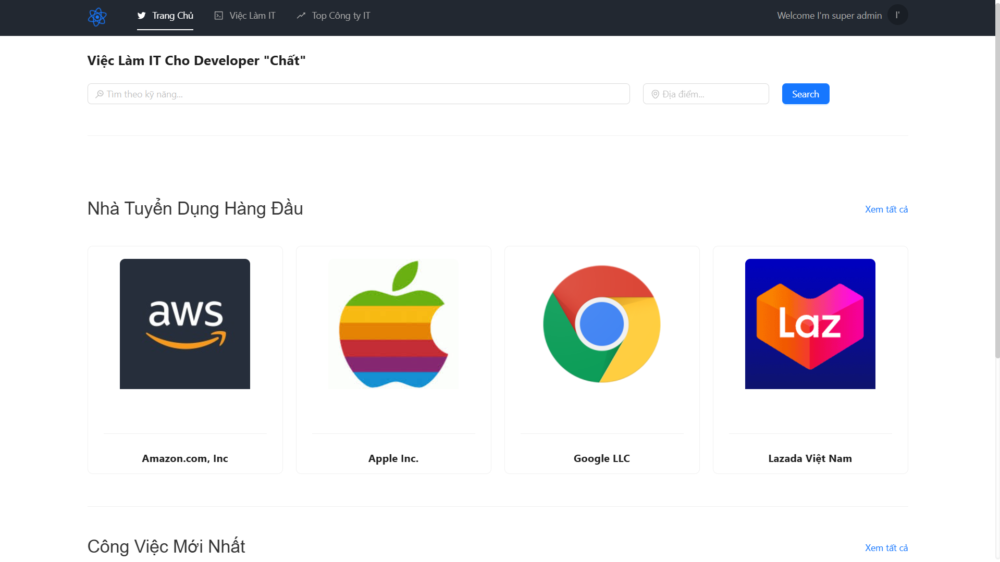 Trang Chủ
Việc Làm IT
Top Công ty IT
Welcome I'm super admin
I'
Việc Làm IT Cho Developer "Chất"
Tìm theo kỹ năng...
Địa điểm...
Search
Nhà Tuyển Dụng Hàng Đầu
Xem tất cả
aws
Laz
Amazon.com, Inc
Apple Inc.
Google LLC
Lazada Việt Nam
Công Việc Mới Nhất
Xem tất cả